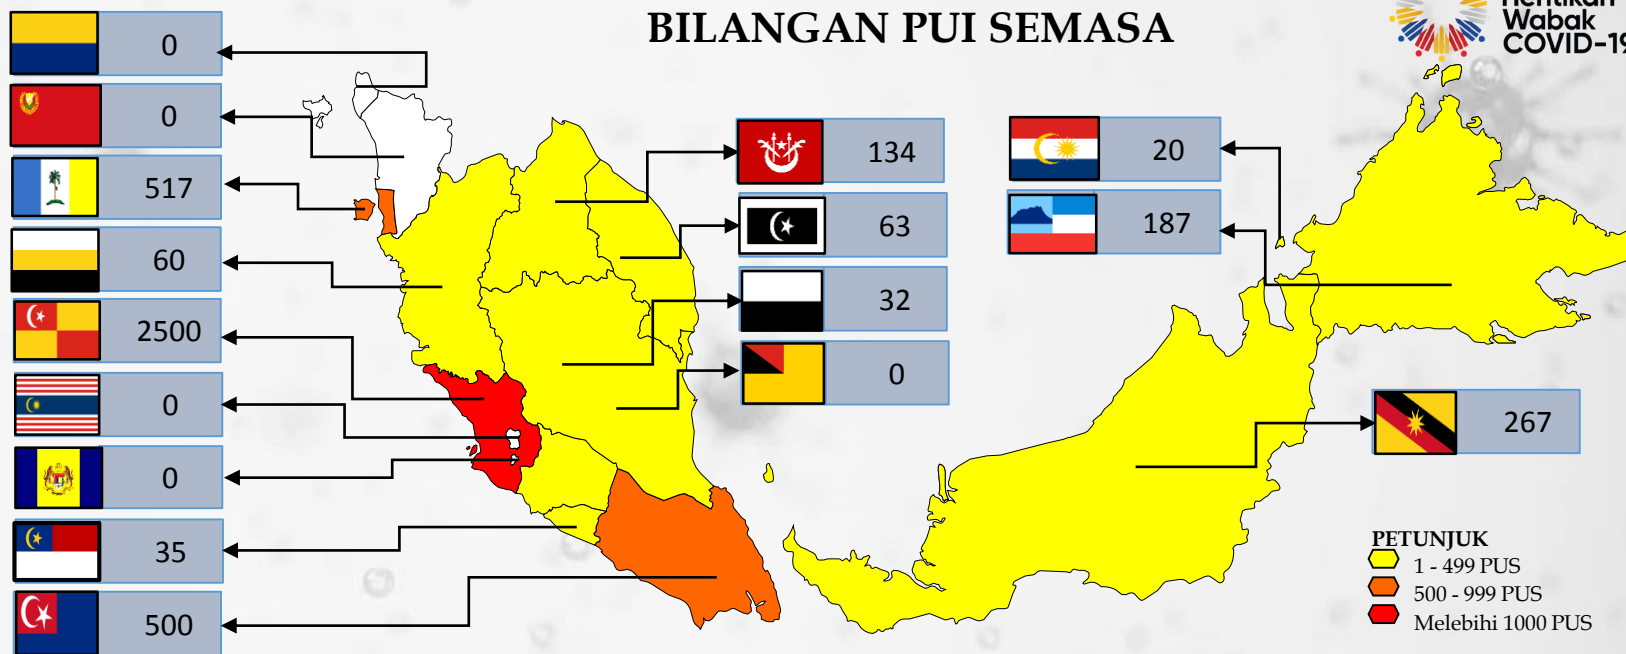 BILANGAN PUI SEMASA
Hentikan
Wabak
COVID-19
0
0
517
60
2500
0
0
35
500
134
63
32
0
20
187
267
PETUNJUK
1 - 499 PUS
500 - 999 PUS
Melebihi 1000 PUS